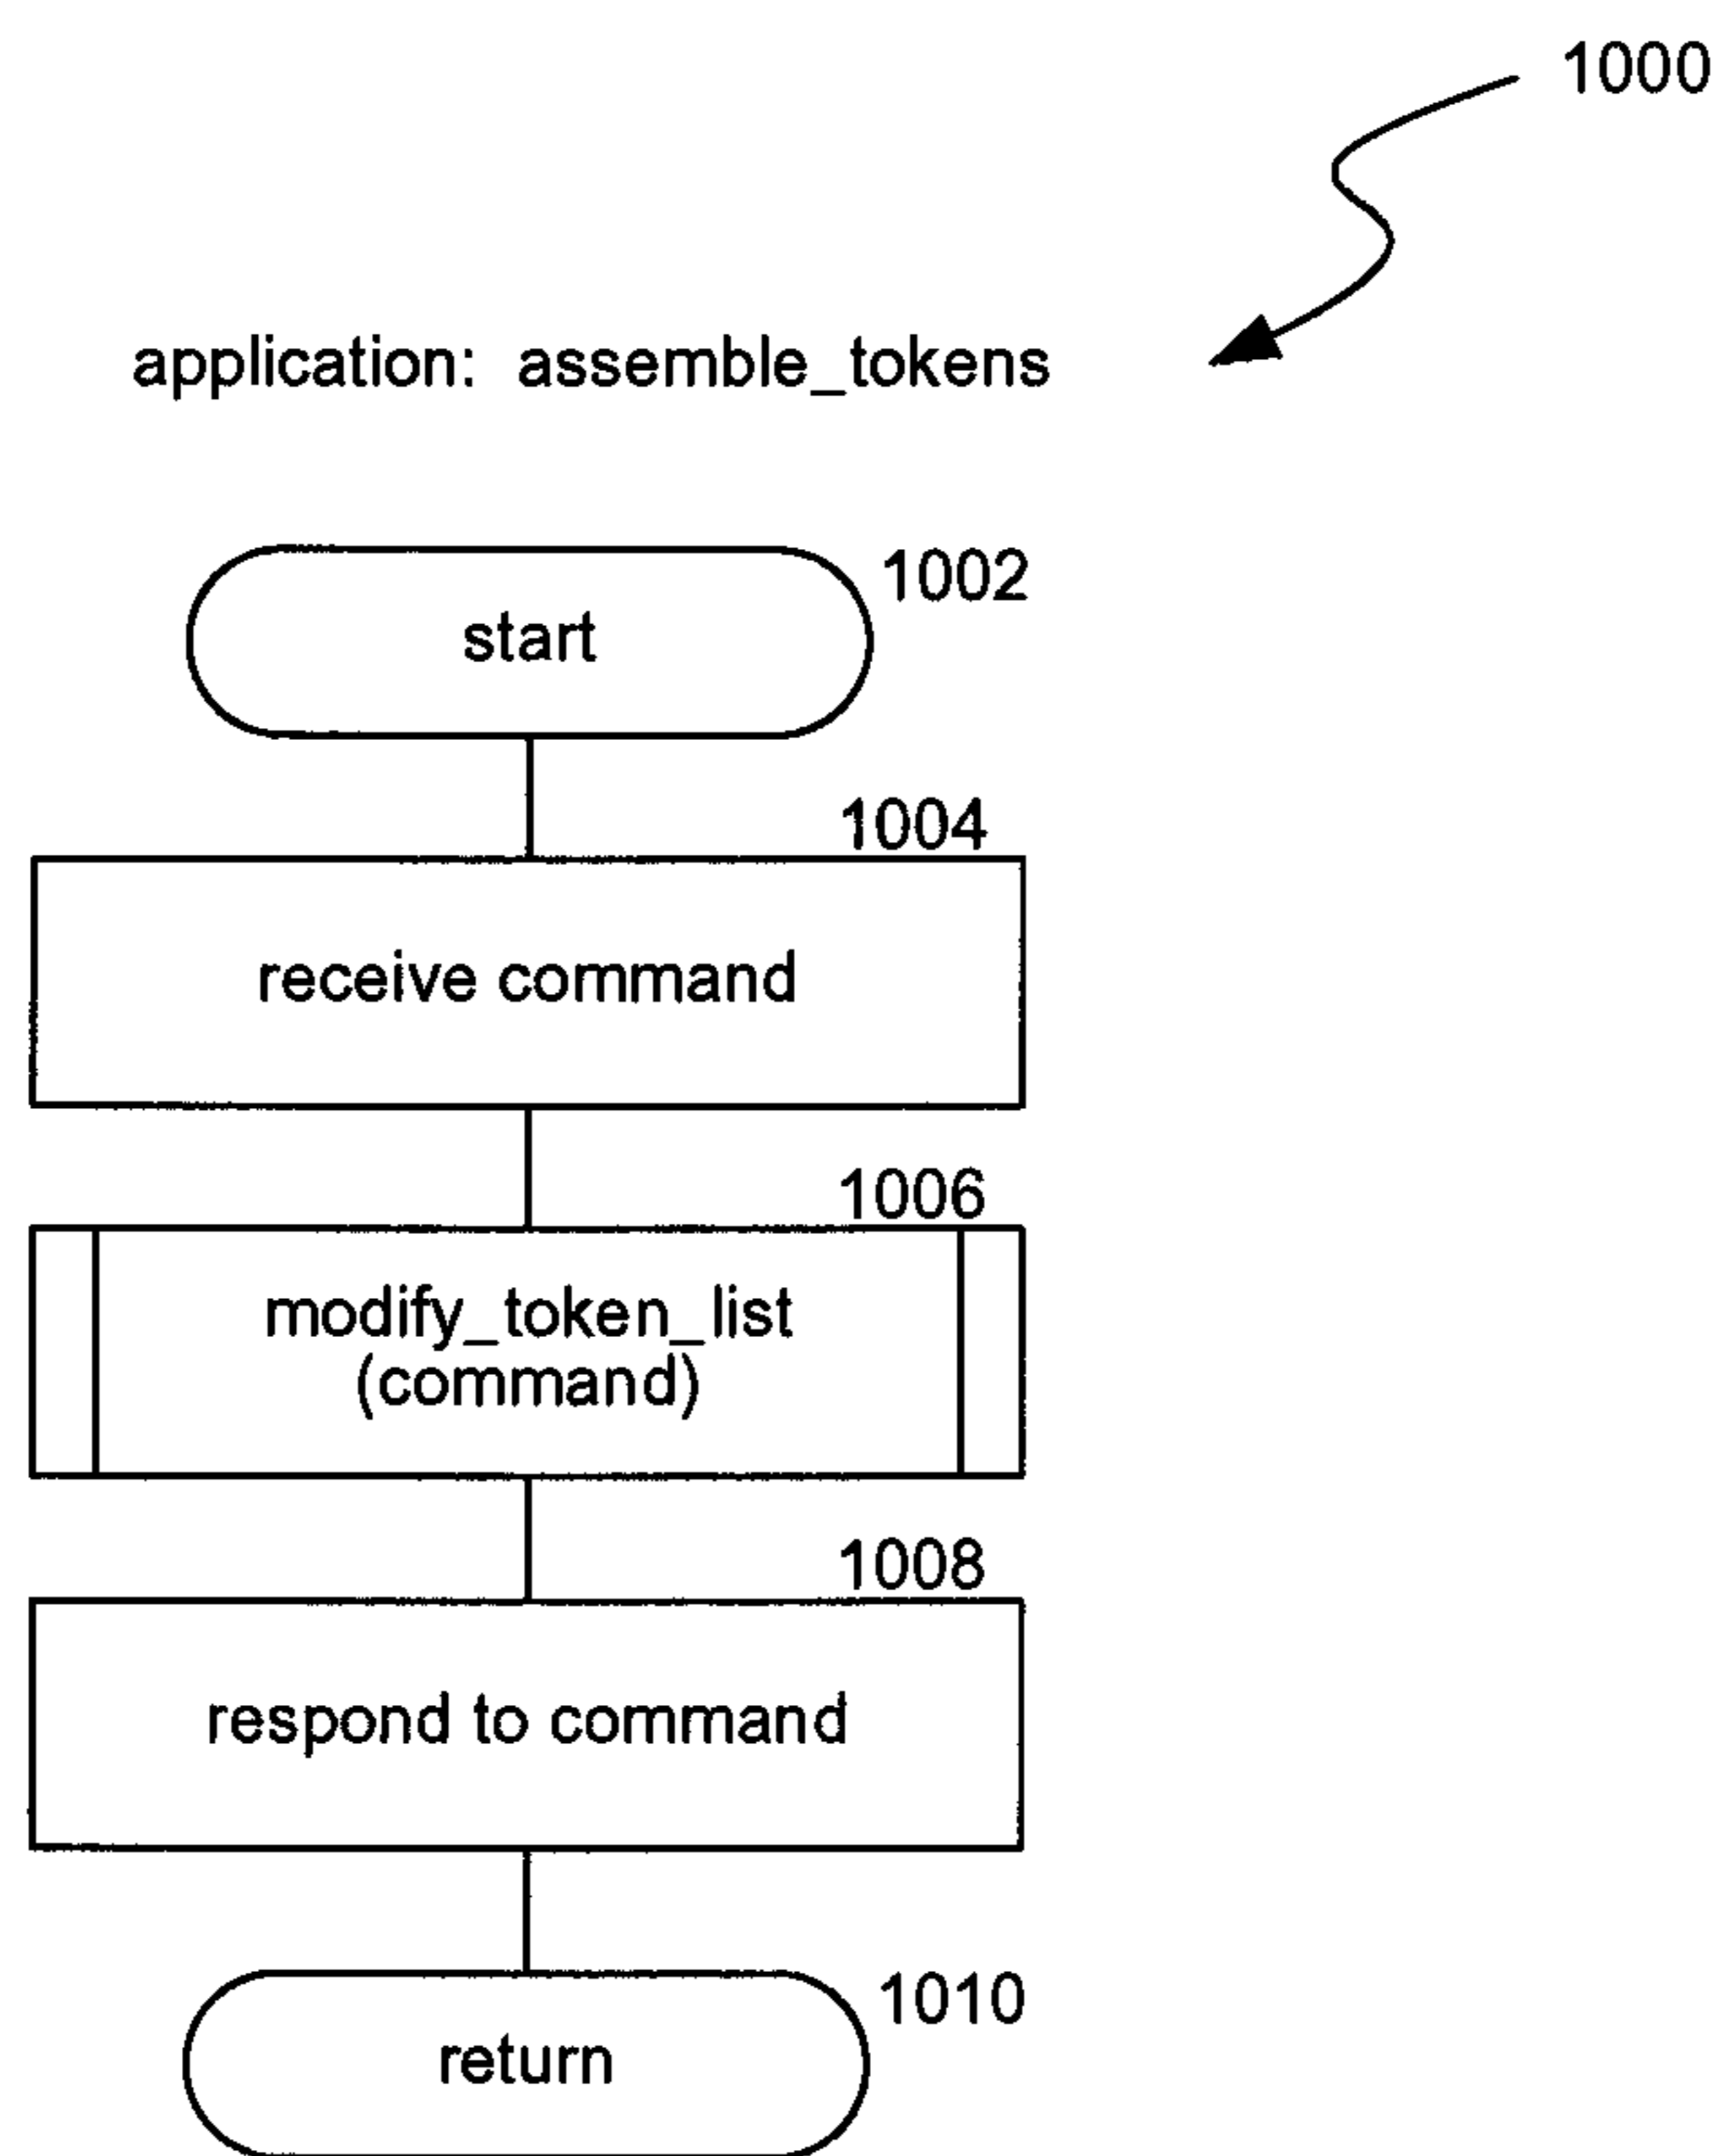 1000
application: assemble_tokens
1002
start
1004
receive command
1006
modify_token_list
(command)
1008
respond to command
1010
return